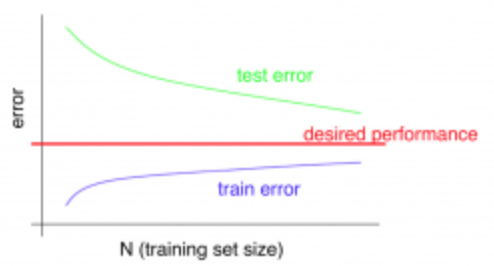 test error
error
desired performance
train error
N (training set size)